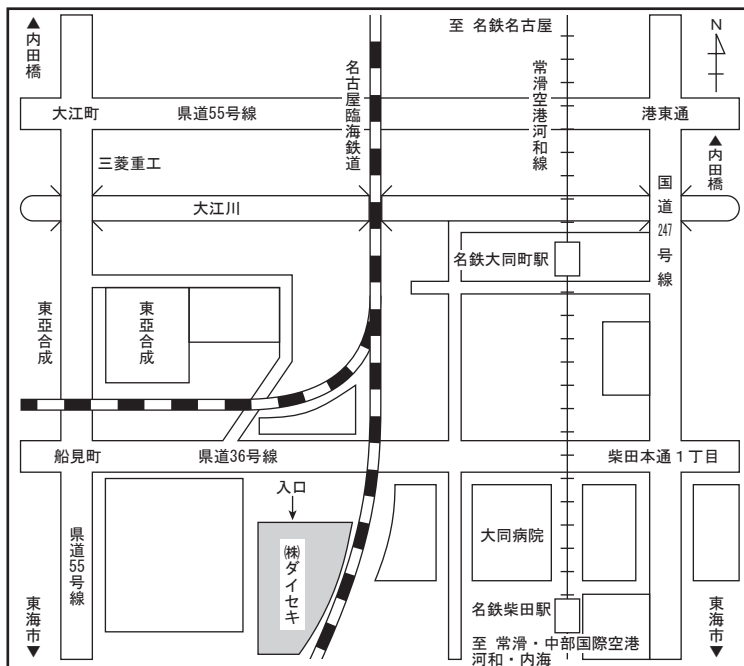 ▲内田橋
至 名鉄名古屋
N
名古屋臨海鉄道
常滑空港河和線
大江町
県道55号線
港東通
▲内田橋
三菱重工
国道247号線
大江川
名鉄大同町駅
東亞合成
東亞合成
船見町
県道36号線
柴田本通1丁目
入口
㈱ダイセキ
大同病院
県道55号線
東海市▼
名鉄柴田駅
東海市▼
至 常滑・中部国際空港
河和・内海